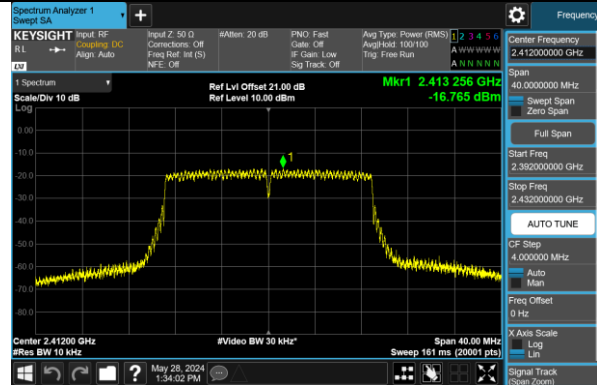 Spectrum Analyzer 1
Swept SA
Frequency
KEYSIGHT
RL
LXI
Input: RF
Coupling: DC
Align: Auto
Input Z: 50 Ω
Corrections: Off
Freq Ref: Int (S)
NFE: Off
#Atten: 20 dB
PNO: Fast
Gate: Off
IF Gain: Low
Sig Track: Off
Avg Type: Power (RMS)
Avg|Hold: 100/100
Trig: Free Run
1 2 3 4 5 6
A W W W W W
A N N N N N
1 Spectrum
Scale/Div 10 dB
Log
Ref Lvl Offset 21.00 dB
Ref Level 10.00 dBm
Mkr1 2.413 256 GHz
-16.765 dBm
0.00
-10.0
-20.0
-30.0
-40.0
-50.0
-60.0
-70.0
-80.0
1
Center 2.41200 GHz
#Res BW 10 kHz
#Video BW 30 kHz*
Span 40.00 MHz
Sweep 161 ms (20001 pts)
May 28, 2024
1:34:02 PM
Center Frequency
2.412000000 GHz
Span
40.0000000 MHz
Swept Span
Zero Span
Full Span
Start Freq
2.392000000 GHz
Stop Freq
2.432000000 GHz
AUTO TUNE
CF Step
4.000000 MHz
Auto
Man
Freq Offset
0 Hz
X Axis Scale
Log
Lin
Signal Track
(Span Zoom)